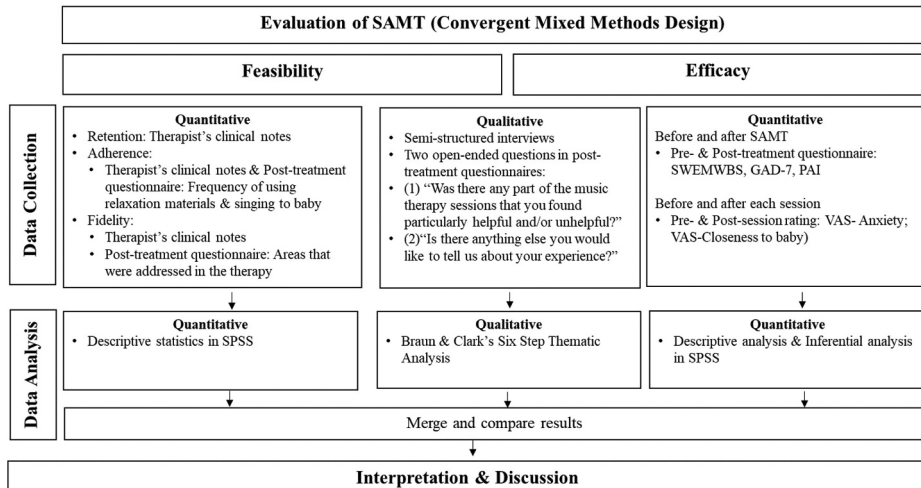 Evaluation of SAMT (Convergent Mixed Methods Design)
Feasibility
Efficacy
Data Collection
Quantitative
• Retention: Therapist's clinical notes
• Adherence:
• Therapist's clinical notes & Post-treatment
questionnaire: Frequency of using
relaxation materials & singing to baby
• Fidelity:
• Therapist's clinical notes
• Post-treatment questionnaire: Areas that
were addressed in the therapy
Qualitative
• Semi-structured interviews
• Two open-ended questions in post-
treatment questionnaires:
• (1) "Was there any part of the music
therapy sessions that you found
particularly helpful and/or unhelpful?"
• (2)"Is there anything else you would
like to tell us about your experience?"
Quantitative
Before and after SAMT
• Pre- & Post-treatment questionnaire:
SWEMWBS, GAD-7, PAI
Before and after each session
• Pre- & Post-session rating: VAS- Anxiety;
VAS-Closeness to baby)
Data Analysis
Quantitative
• Descriptive statistics in SPSS
Qualitative
• Braun & Clark's Six Step Thematic
Analysis
Quantitative
• Descriptive analysis & Inferential analysis
in SPSS
Merge and compare results
Interpretation & Discussion